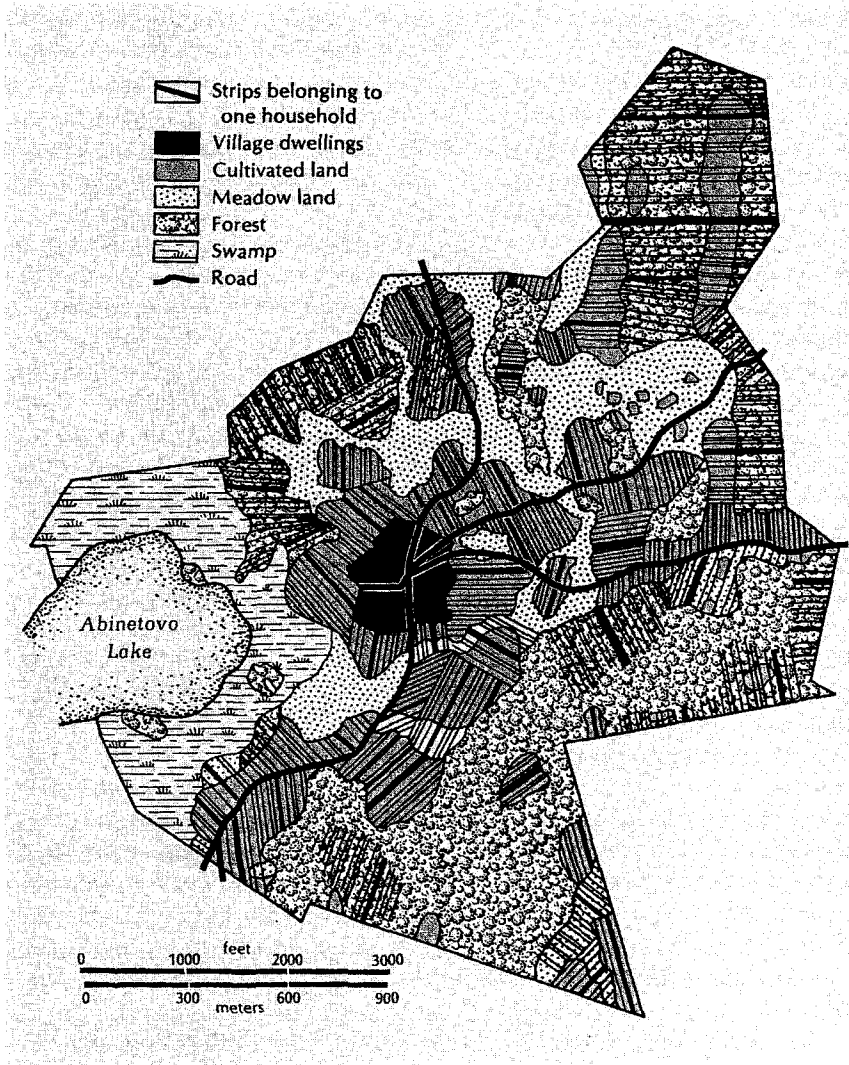 Strips belonging to
one household
Village dwellings
Cultivated land
Meadow land
Forest
Swamp
Road
Abinetovo
Lake
feet
0 1000 2000 3000
0 300 600 900
meters